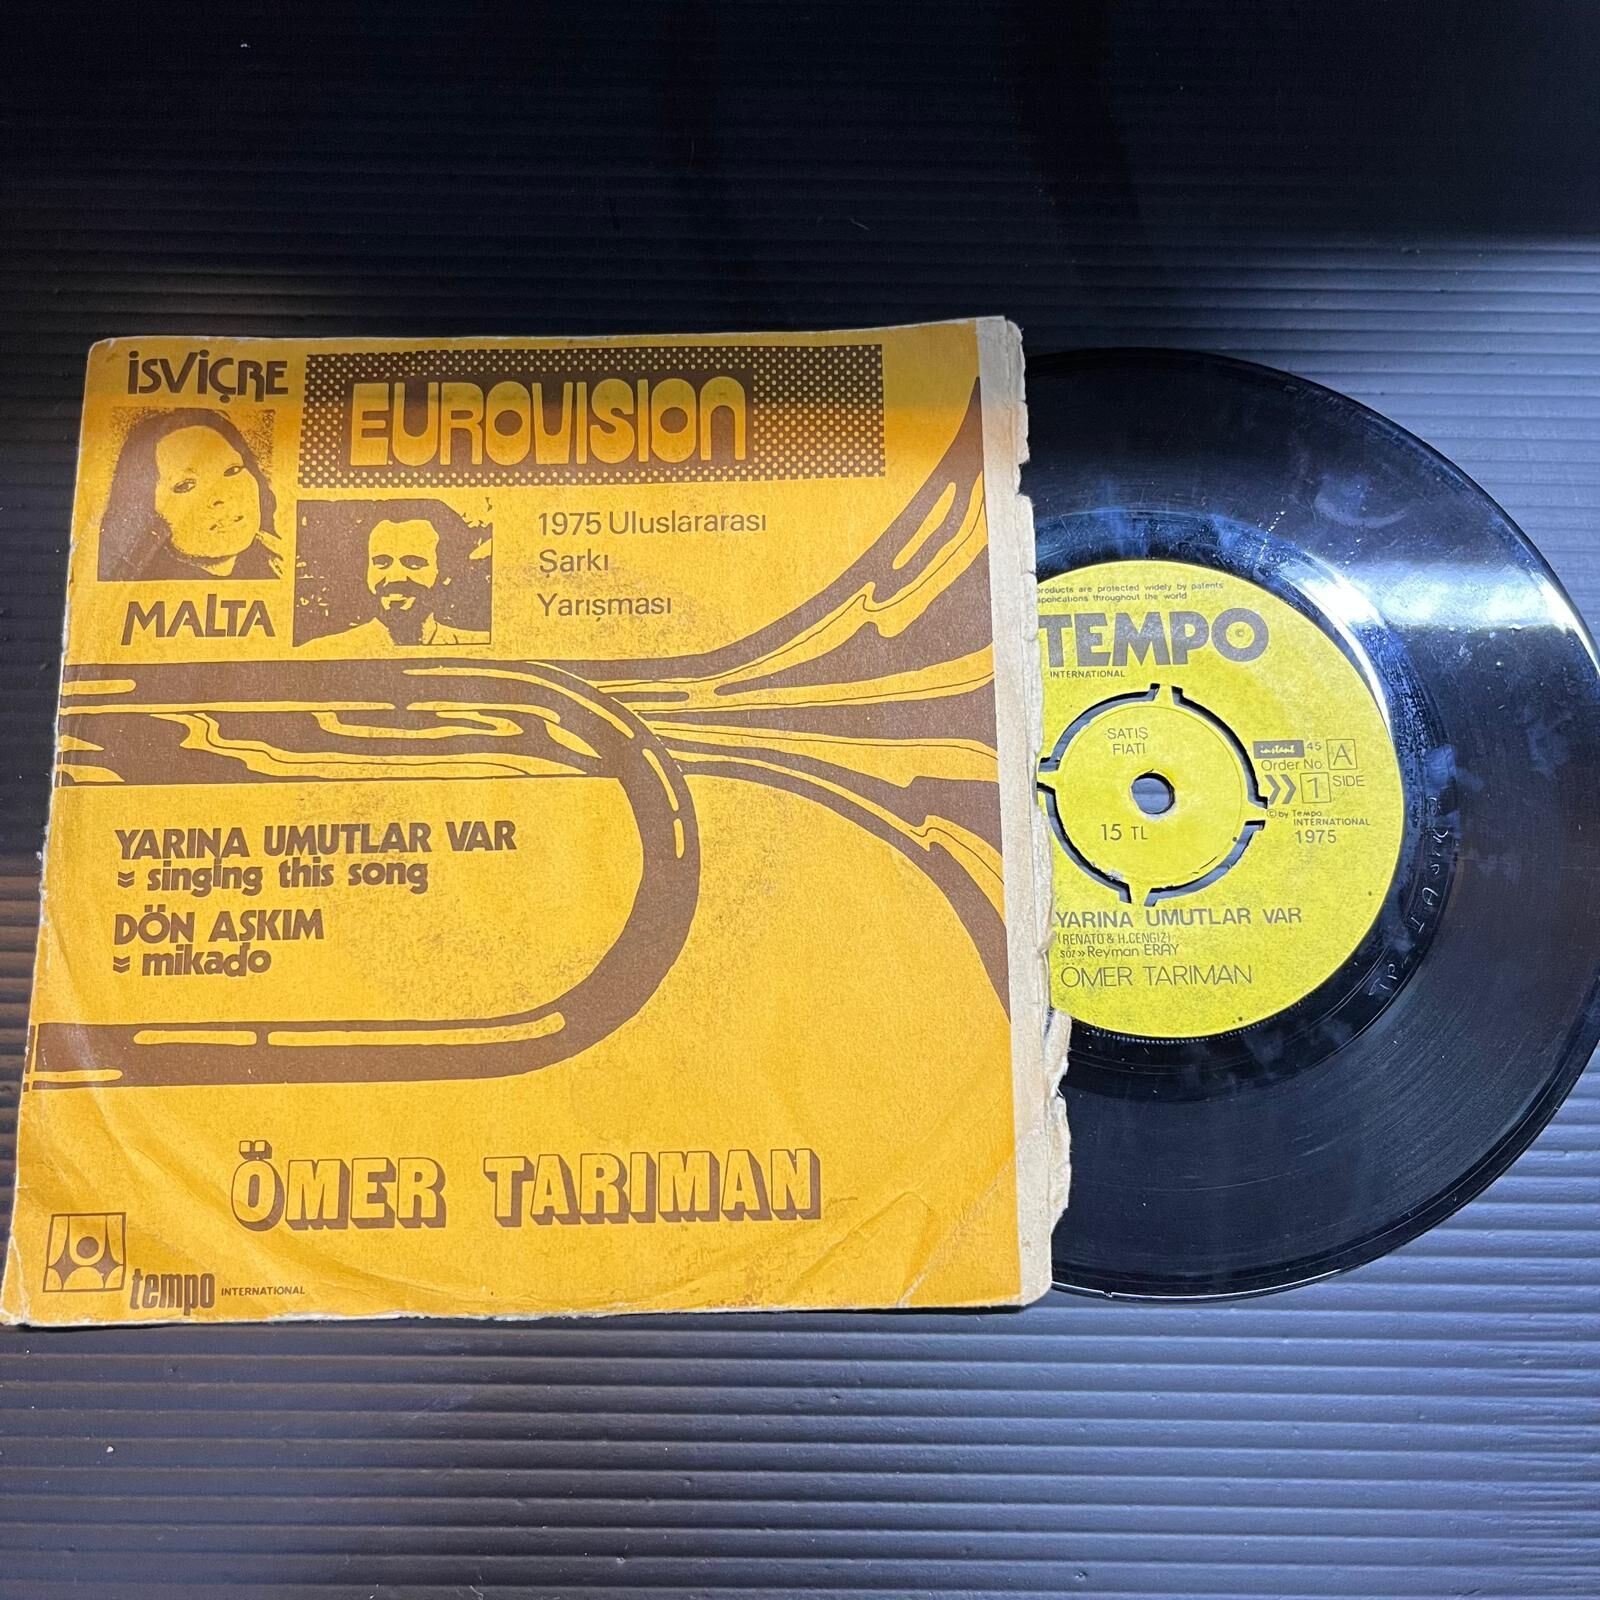 İSVİÇRE
EUROVISION
1975 Uluslararası
Şarkı
Yarışması
MALTA
YARINA UMUTLAR VAR
singing this song
DÖN AŞKIM
mikado
ÖMER TARIMAN
tempo INTERNATIONAL
products are protected widely by patents
applications throughout the world
TEMPO
INTERNATIONAL
SATIŞ
FIATI
15 TL
instant 45 A
Order No.
>> 1 SIDE
© by Tempo
INTERNATIONAL
1975
YARINA UMUTLAR VAR
(RENATO & H.CENGİZ)
söz >> Reyman ERAY
ÖMER TARIMAN